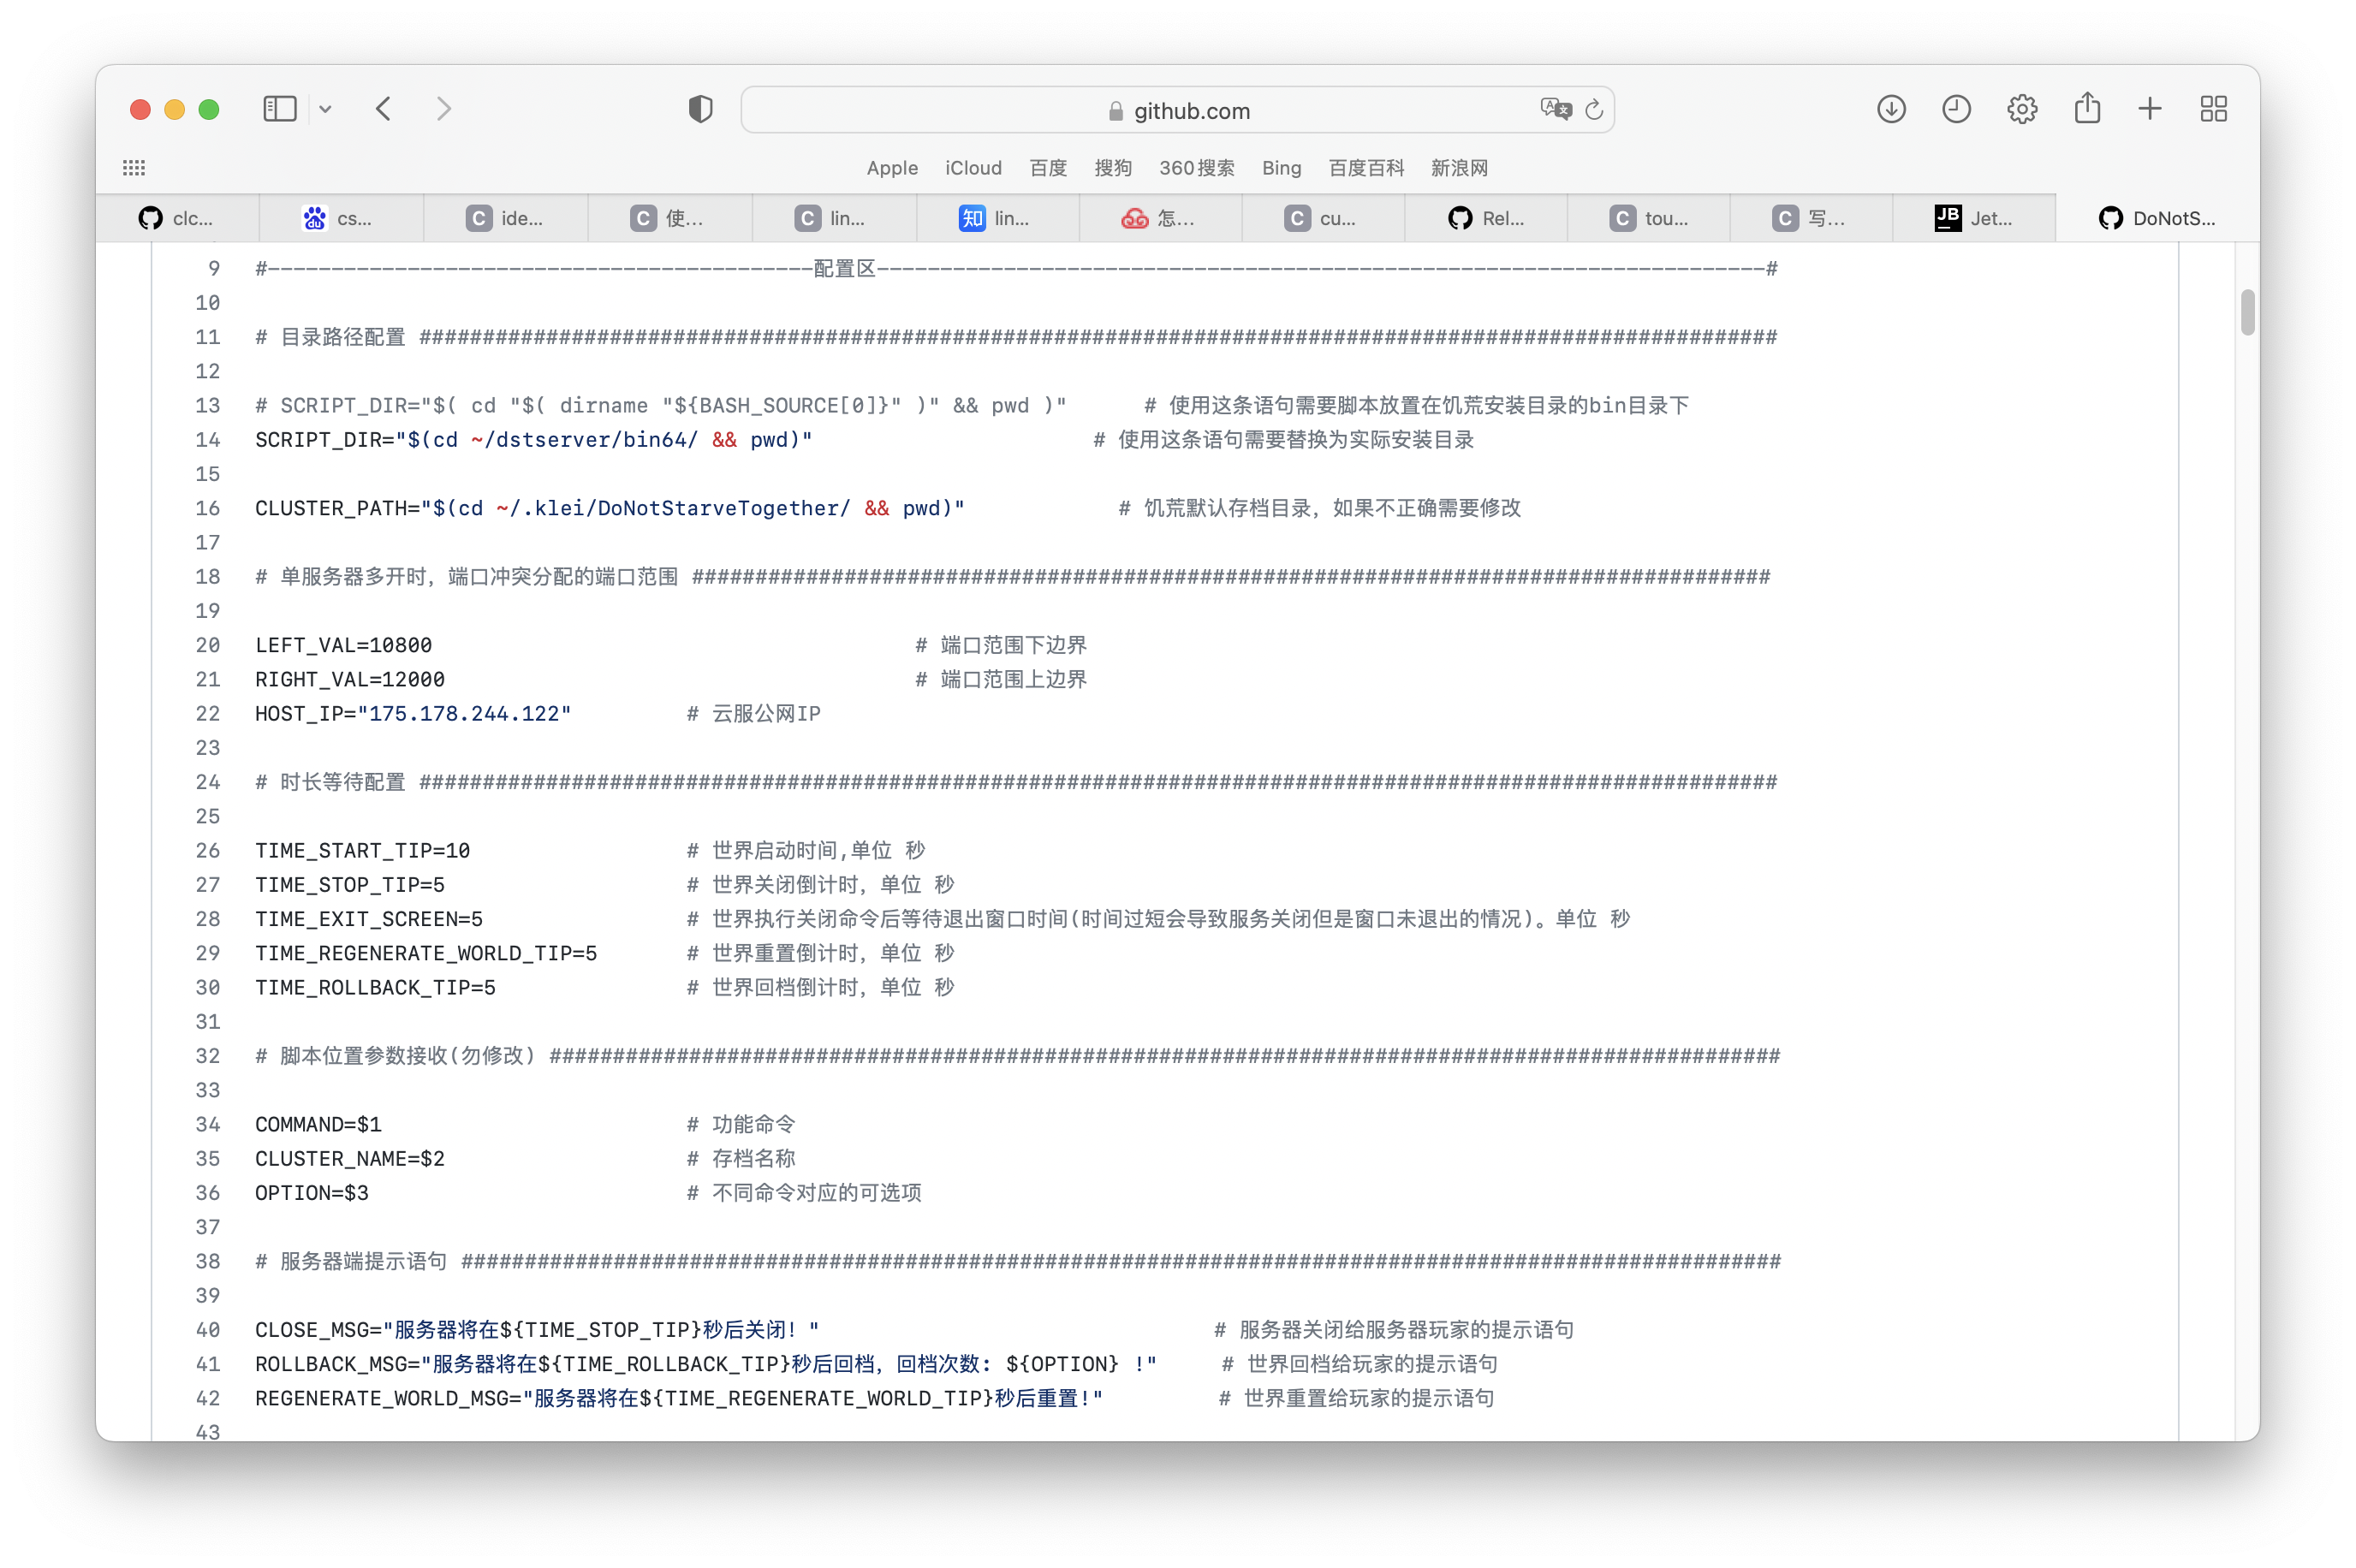 github.com
Apple iCloud 百度 搜狗 360搜索 Bing 百度百科 新浪网
clc... cs... ide... 使... lin... 知 lin... 怎... cu... Rel... tou... 写... JB Jet... DoNotS...
9 #-------------------------------------------配置区----------------------------------------------------------------------#
10
11 # 目录路径配置 ###########################################################################################################
12
13 # SCRIPT_DIR="$( cd "$( dirname "${BASH_SOURCE[0]}" )" && pwd )" # 使用这条语句需要脚本放置在饥荒安装目录的bin目录下
14 SCRIPT_DIR="$(cd ~/dstserver/bin64/ && pwd)" # 使用这条语句需要替换为实际安装目录
15
16 CLUSTER_PATH="$(cd ~/.klei/DoNotStarveTogether/ && pwd)" # 饥荒默认存档目录，如果不正确需要修改
17
18 # 单服务器多开时，端口冲突分配的端口范围 #####################################################################################
19
20 LEFT_VAL=10800 # 端口范围下边界
21 RIGHT_VAL=12000 # 端口范围上边界
22 HOST_IP="175.178.244.122" # 云服公网IP
23
24 # 时长等待配置 ###########################################################################################################
25
26 TIME_START_TIP=10 # 世界启动时间,单位 秒
27 TIME_STOP_TIP=5 # 世界关闭倒计时，单位 秒
28 TIME_EXIT_SCREEN=5 # 世界执行关闭命令后等待退出窗口时间(时间过短会导致服务关闭但是窗口未退出的情况)。单位 秒
29 TIME_REGENERATE_WORLD_TIP=5 # 世界重置倒计时，单位 秒
30 TIME_ROLLBACK_TIP=5 # 世界回档倒计时，单位 秒
31
32 # 脚本位置参数接收(勿修改) #################################################################################################
33
34 COMMAND=$1 # 功能命令
35 CLUSTER_NAME=$2 # 存档名称
36 OPTION=$3 # 不同命令对应的可选项
37
38 # 服务器端提示语句 ########################################################################################################
39
40 CLOSE_MSG="服务器将在${TIME_STOP_TIP}秒后关闭！" # 服务器关闭给服务器玩家的提示语句
41 ROLLBACK_MSG="服务器将在${TIME_ROLLBACK_TIP}秒后回档，回档次数: ${OPTION} !" # 世界回档给玩家的提示语句
42 REGENERATE_WORLD_MSG="服务器将在${TIME_REGENERATE_WORLD_TIP}秒后重置!" # 世界重置给玩家的提示语句
43